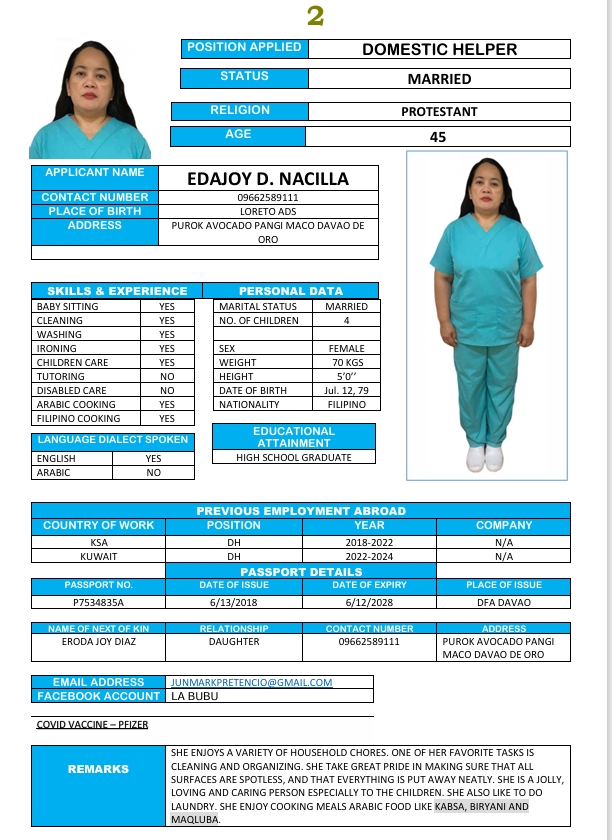 2
POSITION APPLIED DOMESTIC HELPER
STATUS MARRIED
RELIGION PROTESTANT
AGE 45
APPLICANT NAME EDAJOY D. NACILLA
CONTACT NUMBER 09662589111
PLACE OF BIRTH LORETO ADS
ADDRESS PUROK AVOCADO PANGI MACO DAVAO DE
ORO
SKILLS & EXPERIENCE PERSONAL DATA
BABY SITTING YES MARITAL STATUS MARRIED
CLEANING YES NO. OF CHILDREN 4
WASHING YES
IRONING YES SEX FEMALE
CHILDREN CARE YES WEIGHT 70 KGS
TUTORING NO HEIGHT 5'0''
DISABLED CARE NO DATE OF BIRTH Jul. 12, 79
ARABIC COOKING YES NATIONALITY FILIPINO
FILIPINO COOKING YES
LANGUAGE DIALECT SPOKEN
ENGLISH YES
ARABIC NO
EDUCATIONAL
ATTAINMENT
HIGH SCHOOL GRADUATE
PREVIOUS EMPLOYMENT ABROAD
COUNTRY OF WORK POSITION YEAR COMPANY
KSA DH 2018-2022 N/A
KUWAIT DH 2022-2024 N/A
PASSPORT DETAILS
PASSPORT NO. DATE OF ISSUE DATE OF EXPIRY PLACE OF ISSUE
P7534835A 6/13/2018 6/12/2028 DFA DAVAO
NAME OF NEXT OF KIN RELATIONSHIP CONTACT NUMBER ADDRESS
ERODA JOY DIAZ DAUGHTER 09662589111 PUROK AVOCADO PANGI
MACO DAVAO DE ORO
EMAIL ADDRESS JUNMARKPRETENCIO@GMAIL.COM
FACEBOOK ACCOUNT LA BUBU
COVID VACCINE – PFIZER
REMARKS
SHE ENJOYS A VARIETY OF HOUSEHOLD CHORES. ONE OF HER FAVORITE TASKS IS
CLEANING AND ORGANIZING. SHE TAKE GREAT PRIDE IN MAKING SURE THAT ALL
SURFACES ARE SPOTLESS, AND THAT EVERYTHING IS PUT AWAY NEATLY. SHE IS A JOLLY,
LOVING AND CARING PERSON ESPECIALLY TO THE CHILDREN. SHE ALSO LIKE TO DO
LAUNDRY. SHE ENJOY COOKING MEALS ARABIC FOOD LIKE KABSA, BIRYANI AND
MAQLUBA.